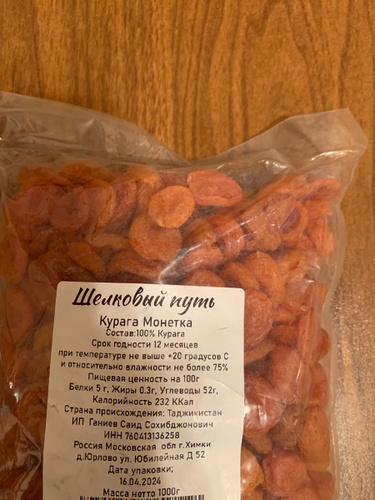 Шелковый путь
Курага Монетка
Состав:100% Курага
Срок годности 12 месяцев
при температуре не выше +20 градусов С
и относительно влажности не более 75%
Пищевая ценность на 100г
Белки 5 г, Жиры 0.3г, Углеводы 52г,
Калорийность 232 ККал
Страна происхождения: Таджикистан
ИП Ганиев Саид Сохибджонович
ИНН 760413136258
Россия Московская обл г.Химки
д.Юрлово ул. Юбилейная Д 52
Дата упаковки;
16.04.2024
Масса нетто 1000г